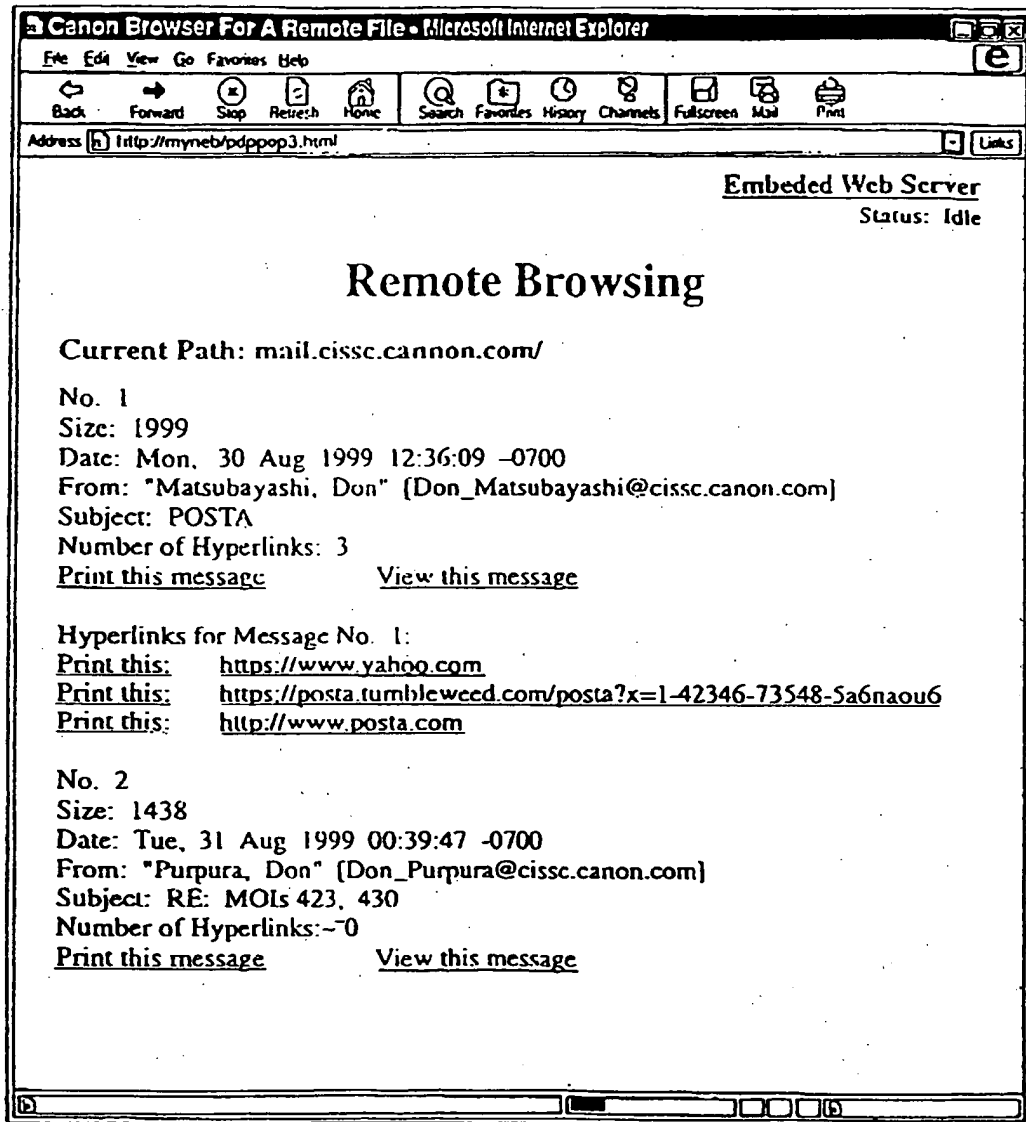 Canon Browser For A Remote File • Microsoft Internet Explorer
File Edit View Go Favorites Help
Back Forward Stop Refresh Home Search Favorites History Channels Fullscreen Mail Print
Address http://myneb/pdppop3.html Links
Embeded Web Server
Status: Idle
Remote Browsing
Current Path: mail.cissc.cannon.com/
No. 1
Size: 1999
Date: Mon, 30 Aug 1999 12:36:09 –0700
From: "Matsubayashi, Don" [Don_Matsubayashi@cissc.canon.com]
Subject: POSTA
Number of Hyperlinks: 3
Print this message View this message
Hyperlinks for Message No. 1:
Print this: https://www.yahoo.com
Print this: https://posta.tumbleweed.com/posta?x=1-42346-73548-5a6naou6
Print this: http://www.posta.com
No. 2
Size: 1438
Date: Tue, 31 Aug 1999 00:39:47 -0700
From: "Purpura, Don" [Don_Purpura@cissc.canon.com]
Subject: RE: MOIs 423, 430
Number of Hyperlinks:~ 0
Print this message View this message